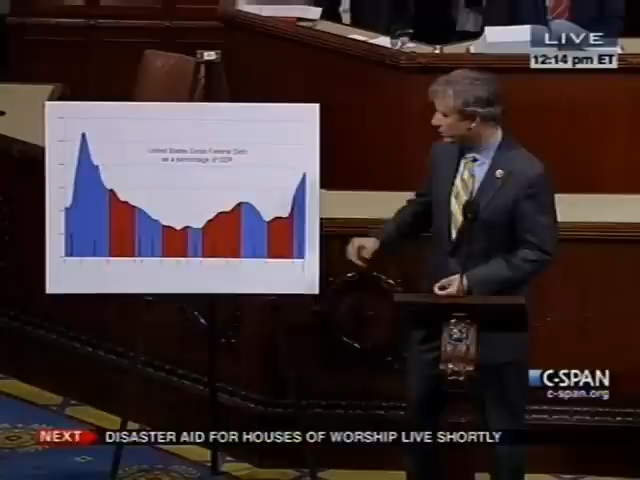 LIVE
12:14 pm ET
United States Gross Federal Debt
as a percentage of GDP
C-SPAN
c-span.org
NEXT DISASTER AID FOR HOUSES OF WORSHIP LIVE SHORTLY